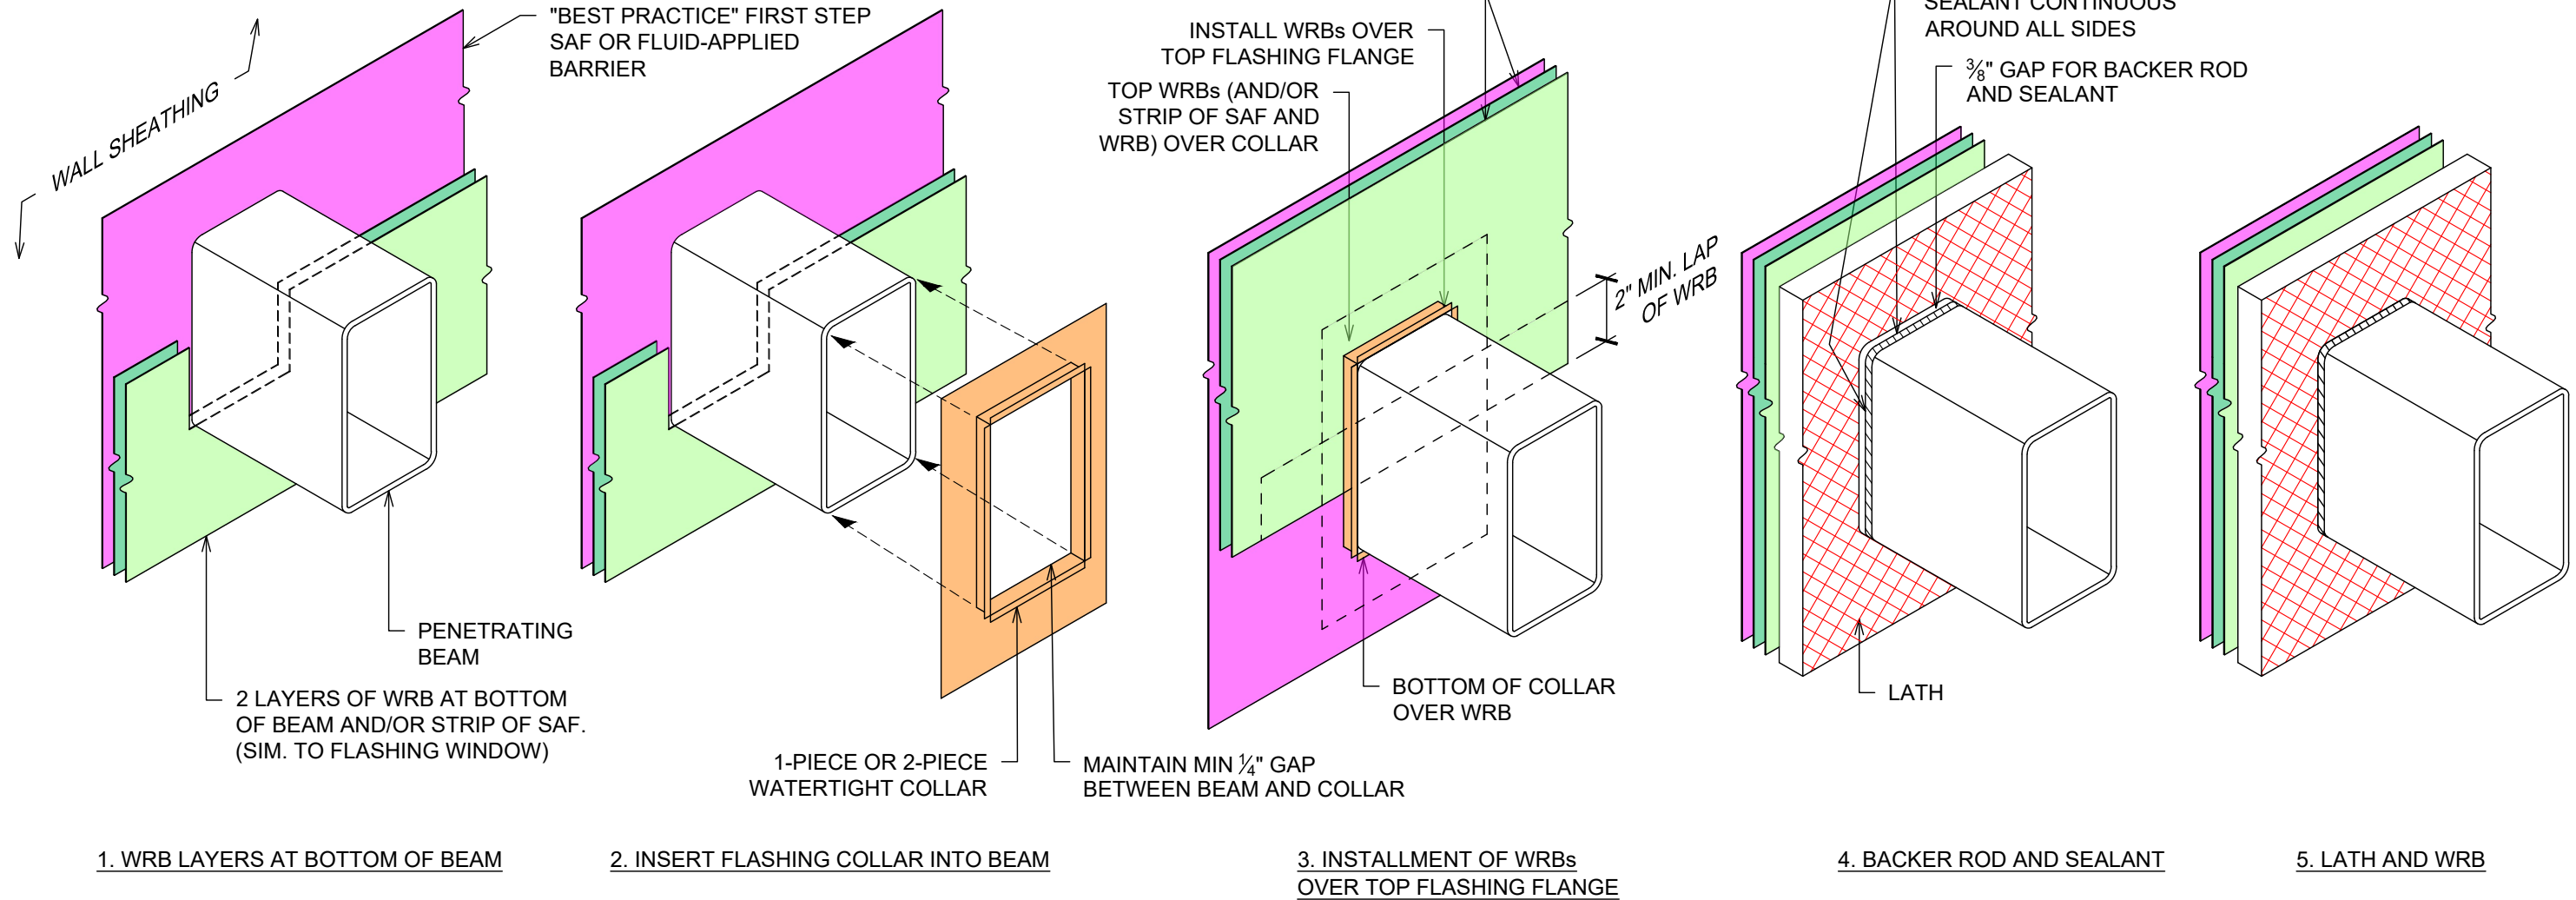 "BEST PRACTICE" FIRST STEP
SAF OR FLUID-APPLIED
BARRIER
WALL SHEATHING
PENETRATING
BEAM
2 LAYERS OF WRB AT BOTTOM
OF BEAM AND/OR STRIP OF SAF.
(SIM. TO FLASHING WINDOW)
1. WRB LAYERS AT BOTTOM OF BEAM
1-PIECE OR 2-PIECE
WATERTIGHT COLLAR
MAINTAIN MIN ¼" GAP
BETWEEN BEAM AND COLLAR
2. INSERT FLASHING COLLAR INTO BEAM
INSTALL WRBs OVER
TOP FLASHING FLANGE
TOP WRBs (AND/OR
STRIP OF SAF AND
WRB) OVER COLLAR
2" MIN. LAP
OF WRB
BOTTOM OF COLLAR
OVER WRB
3. INSTALLMENT OF WRBs
OVER TOP FLASHING FLANGE
SEALANT CONTINUOUS
AROUND ALL SIDES
⅜" GAP FOR BACKER ROD
AND SEALANT
LATH
4. BACKER ROD AND SEALANT
5. LATH AND WRB